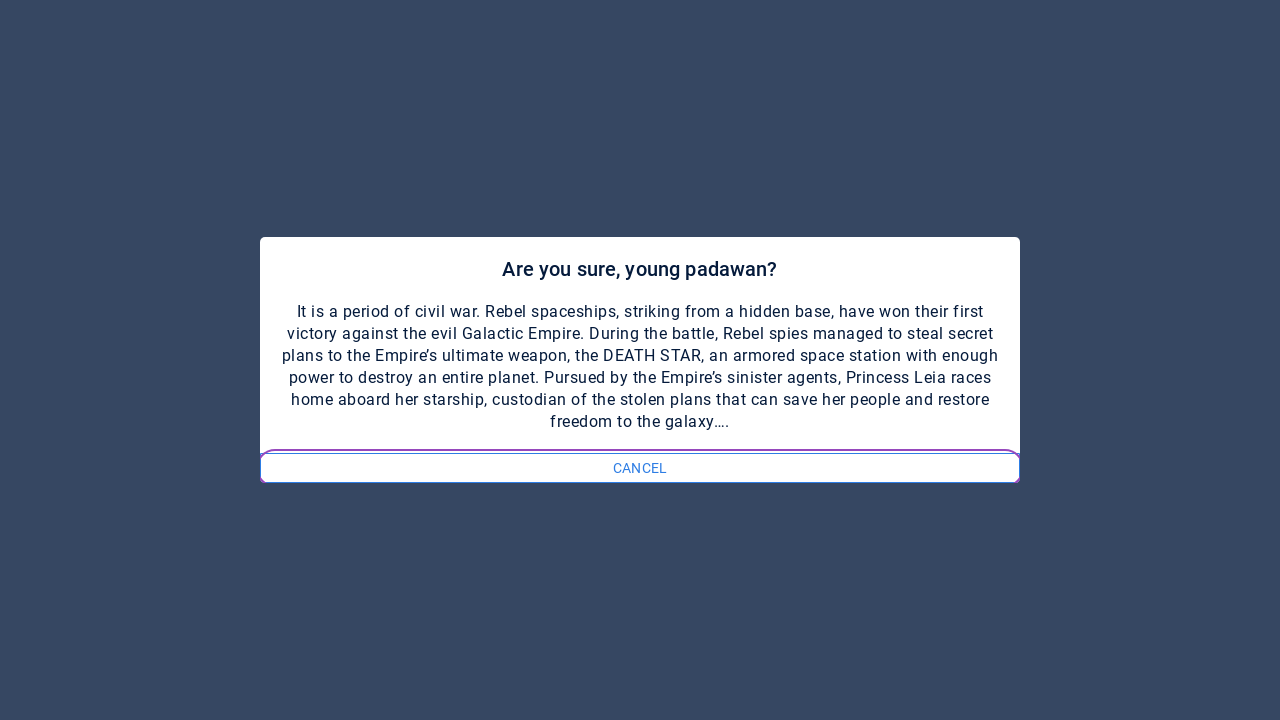 Are you sure, young padawan?
It is a period of civil war. Rebel spaceships, striking from a hidden base, have won their first
victory against the evil Galactic Empire. During the battle, Rebel spies managed to steal secret
plans to the Empire’s ultimate weapon, the DEATH STAR, an armored space station with enough
power to destroy an entire planet. Pursued by the Empire’s sinister agents, Princess Leia races
home aboard her starship, custodian of the stolen plans that can save her people and restore
freedom to the galaxy….
CANCEL